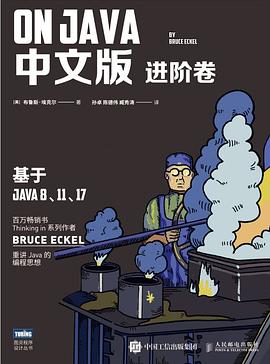 ON JAVA
BY
BRUCE ECKEL
中文版 进阶卷
[美] 布鲁斯·埃克尔 著 孙卓 陈德伟 臧秀涛 译
基于
JAVA 8、11、17
百万畅销书
Thinking in 系列作者
BRUCE ECKEL
重讲 Java 的
编程思想
TURING
图灵程序
设计丛书
中国工信出版集团
人民邮电出版社
POSTS & TELECOM PRESS